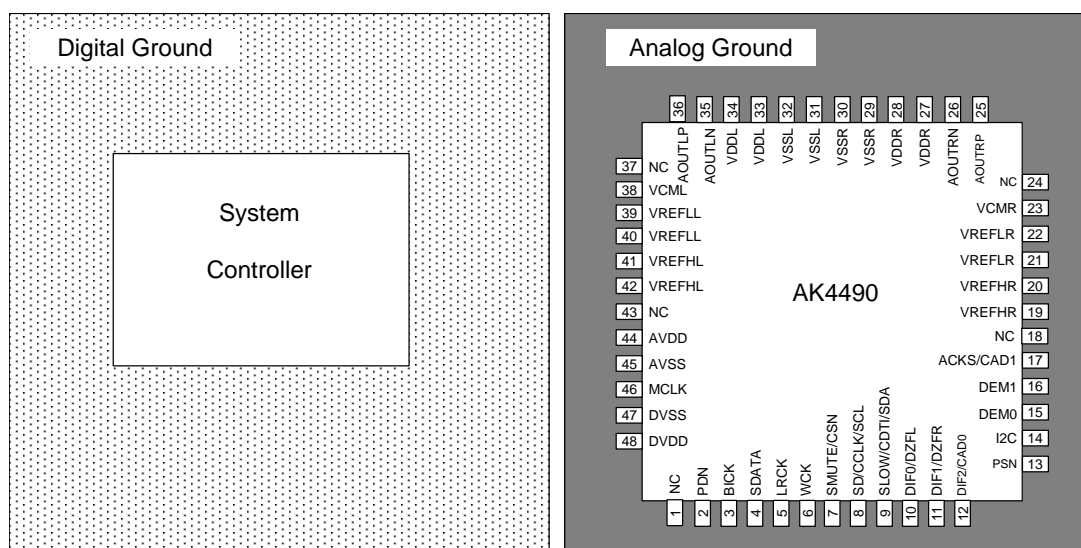 Digital Ground
System
Controller
Analog Ground
36 35 34 33 32 31 30 29 28 27 26 25
AOUTLP AOUTLN VDDL VDDL VSSL VSSL VSSR VSSR VDDR VDDR AOUTRN AOUTRP
37 NC
38 VCML
39 VREFLL
40 VREFLL
41 VREFHL
42 VREFHL
43 NC
44 AVDD
45 AVSS
46 MCLK
47 DVSS
48 DVDD
AK4490
NC 24
VCMR 23
VREFLR 22
VREFLR 21
VREFHR 20
VREFHR 19
NC 18
ACKS/CAD1 17
DEM1 16
DEM0 15
I2C 14
PSN 13
NC PDN BICK SDATA LRCK WCK SMUTE/CSN SD/CCLK/SCL SLOW/CDTI/SDA DIF0/DZFL DIF1/DZFR DIF2/CAD0
1 2 3 4 5 6 7 8 9 10 11 12